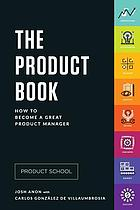 THE
PRODUCT
BOOK
HOW TO
BECOME A GREAT
PRODUCT MANAGER
PRODUCT SCHOOL
JOSH ANON with
CARLOS GONZÁLEZ DE VILLAUMBROSIA